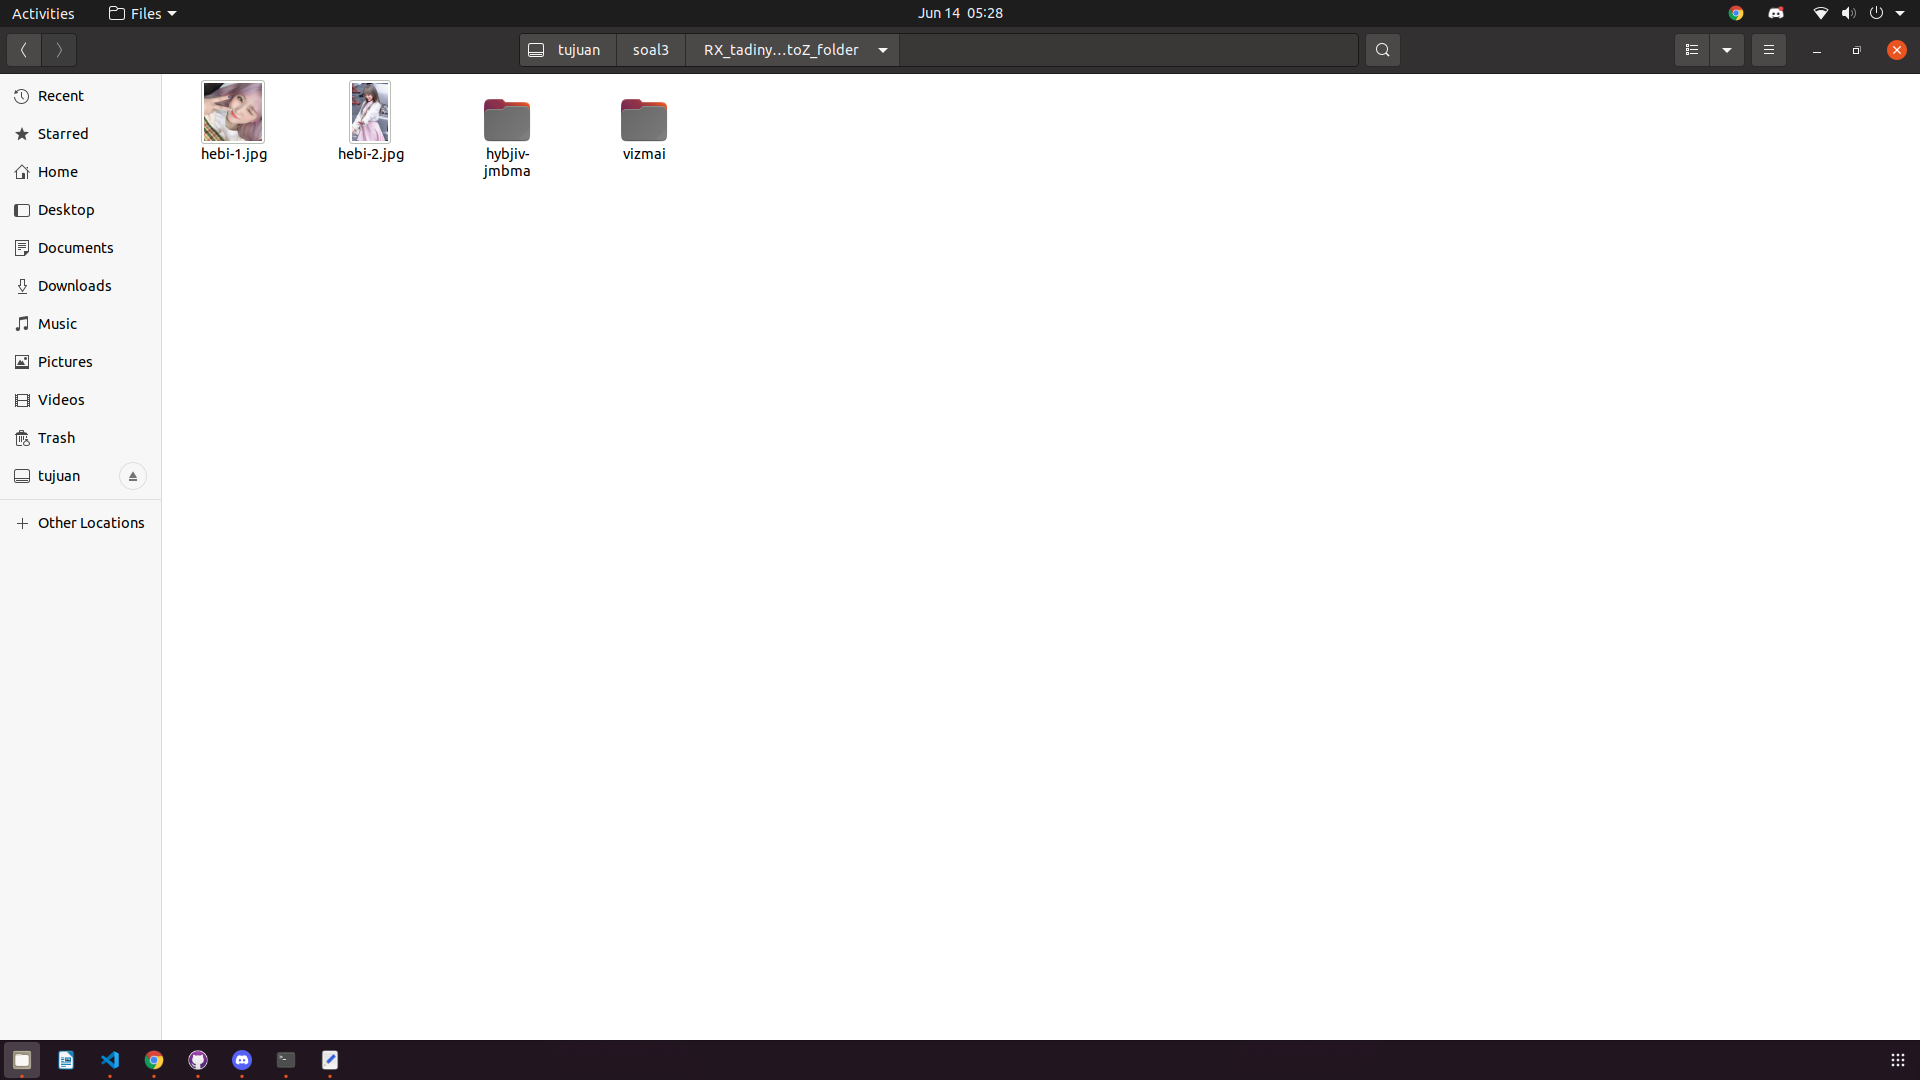 Activities
Files
Jun 14 05:28
tujuan
soal3
RX_tadiny...toZ_folder
Recent
Starred
Home
Desktop
Documents
Downloads
Music
Pictures
Videos
Trash
tujuan
Other Locations
hebi-1.jpg
hebi-2.jpg
hybjiv-
jmbma
vizmai